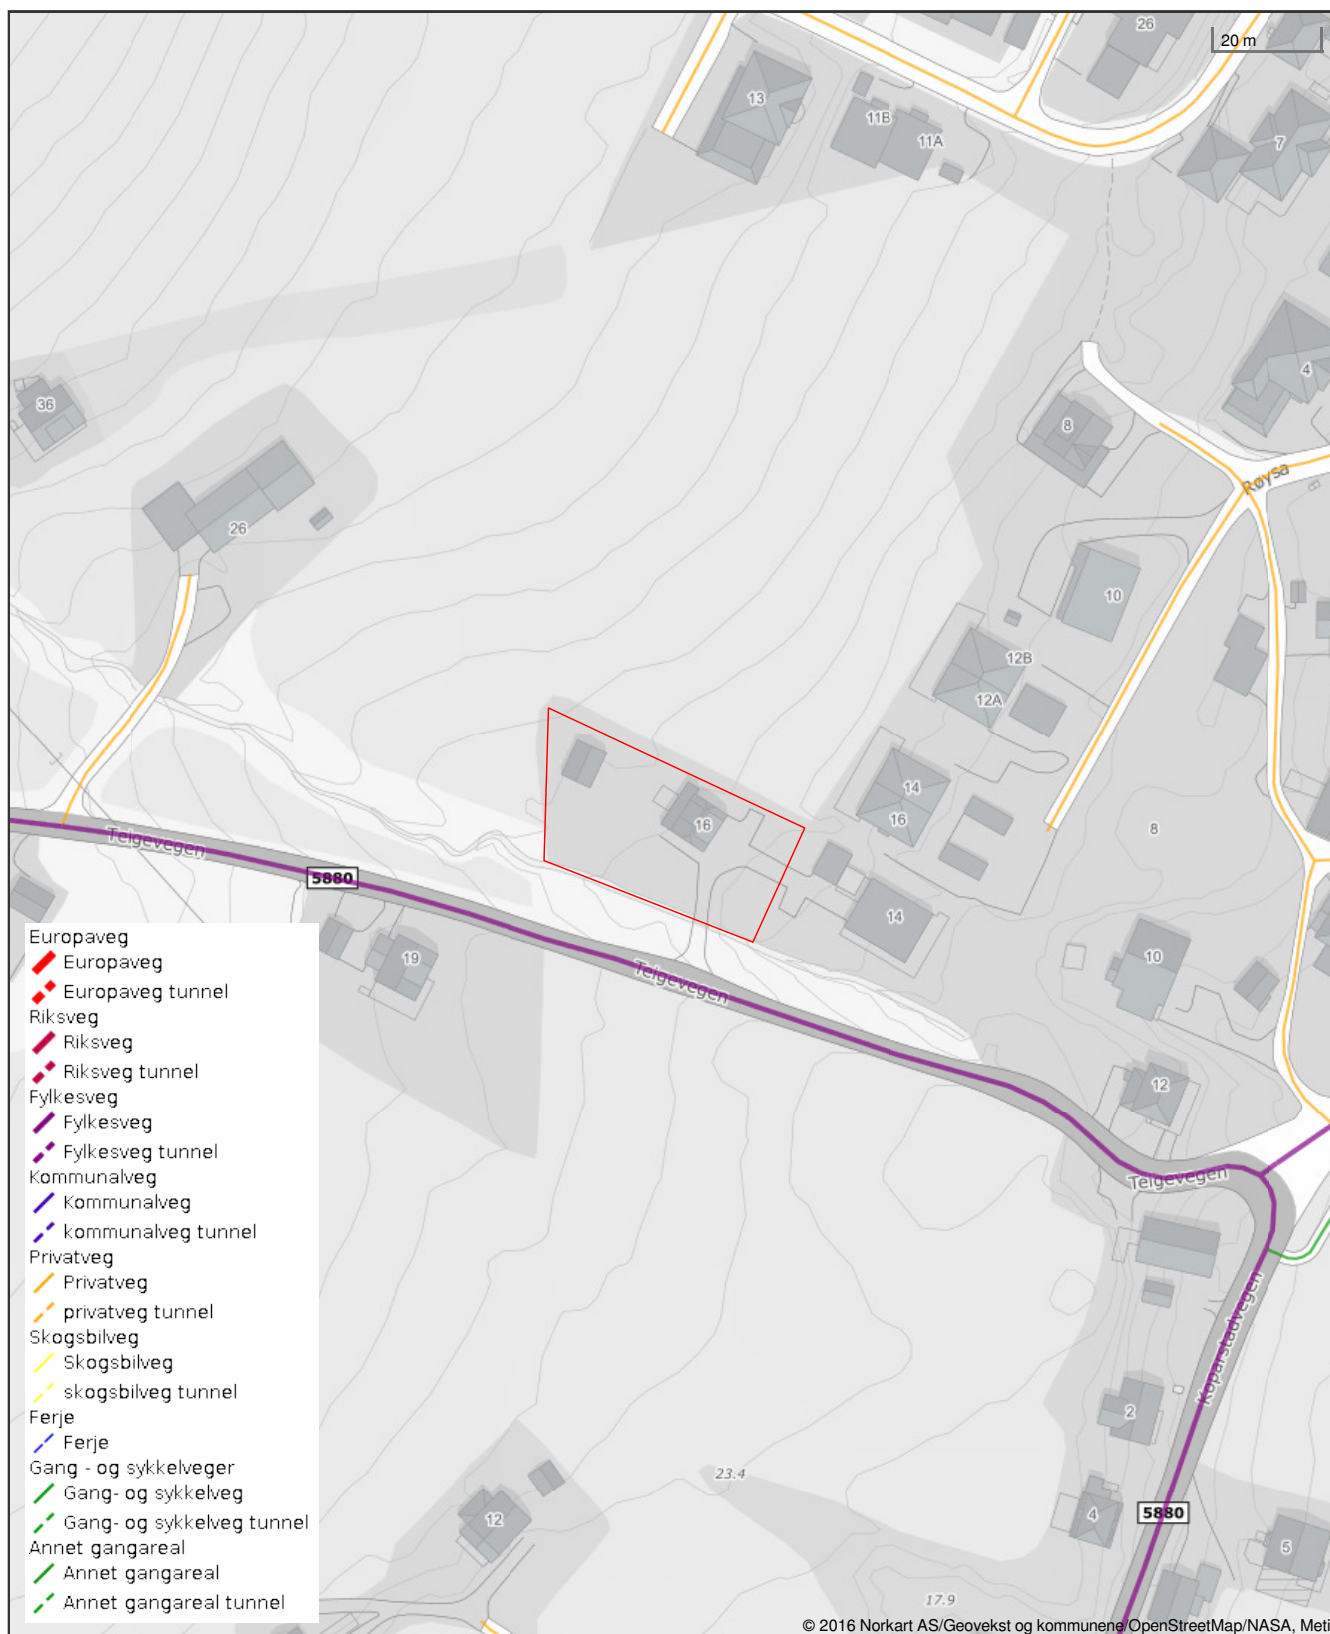 26
20 m
13
11B
11A
7
4
36
8
Røysa
26
10
12B
12A
14
16
16
8
Teigevegen
5880
14
19
10
Teigevegen
12
Teigevegen
Koparstadvegen
2
23.4
4
5880
12
5
17.9
Europaveg
Europaveg
Europaveg tunnel
Riksveg
Riksveg
Riksveg tunnel
Fylkesveg
Fylkesveg
Fylkesveg tunnel
Kommunalveg
Kommunalveg
kommunalveg tunnel
Privatveg
Privatveg
privatveg tunnel
Skogsbilveg
Skogsbilveg
skogsbilveg tunnel
Ferje
Ferje
Gang - og sykkelveger
Gang- og sykkelveg
Gang- og sykkelveg tunnel
Annet gangareal
Annet gangareal
Annet gangareal tunnel
© 2016 Norkart AS/Geovekst og kommunene/OpenStreetMap/NASA, Meti